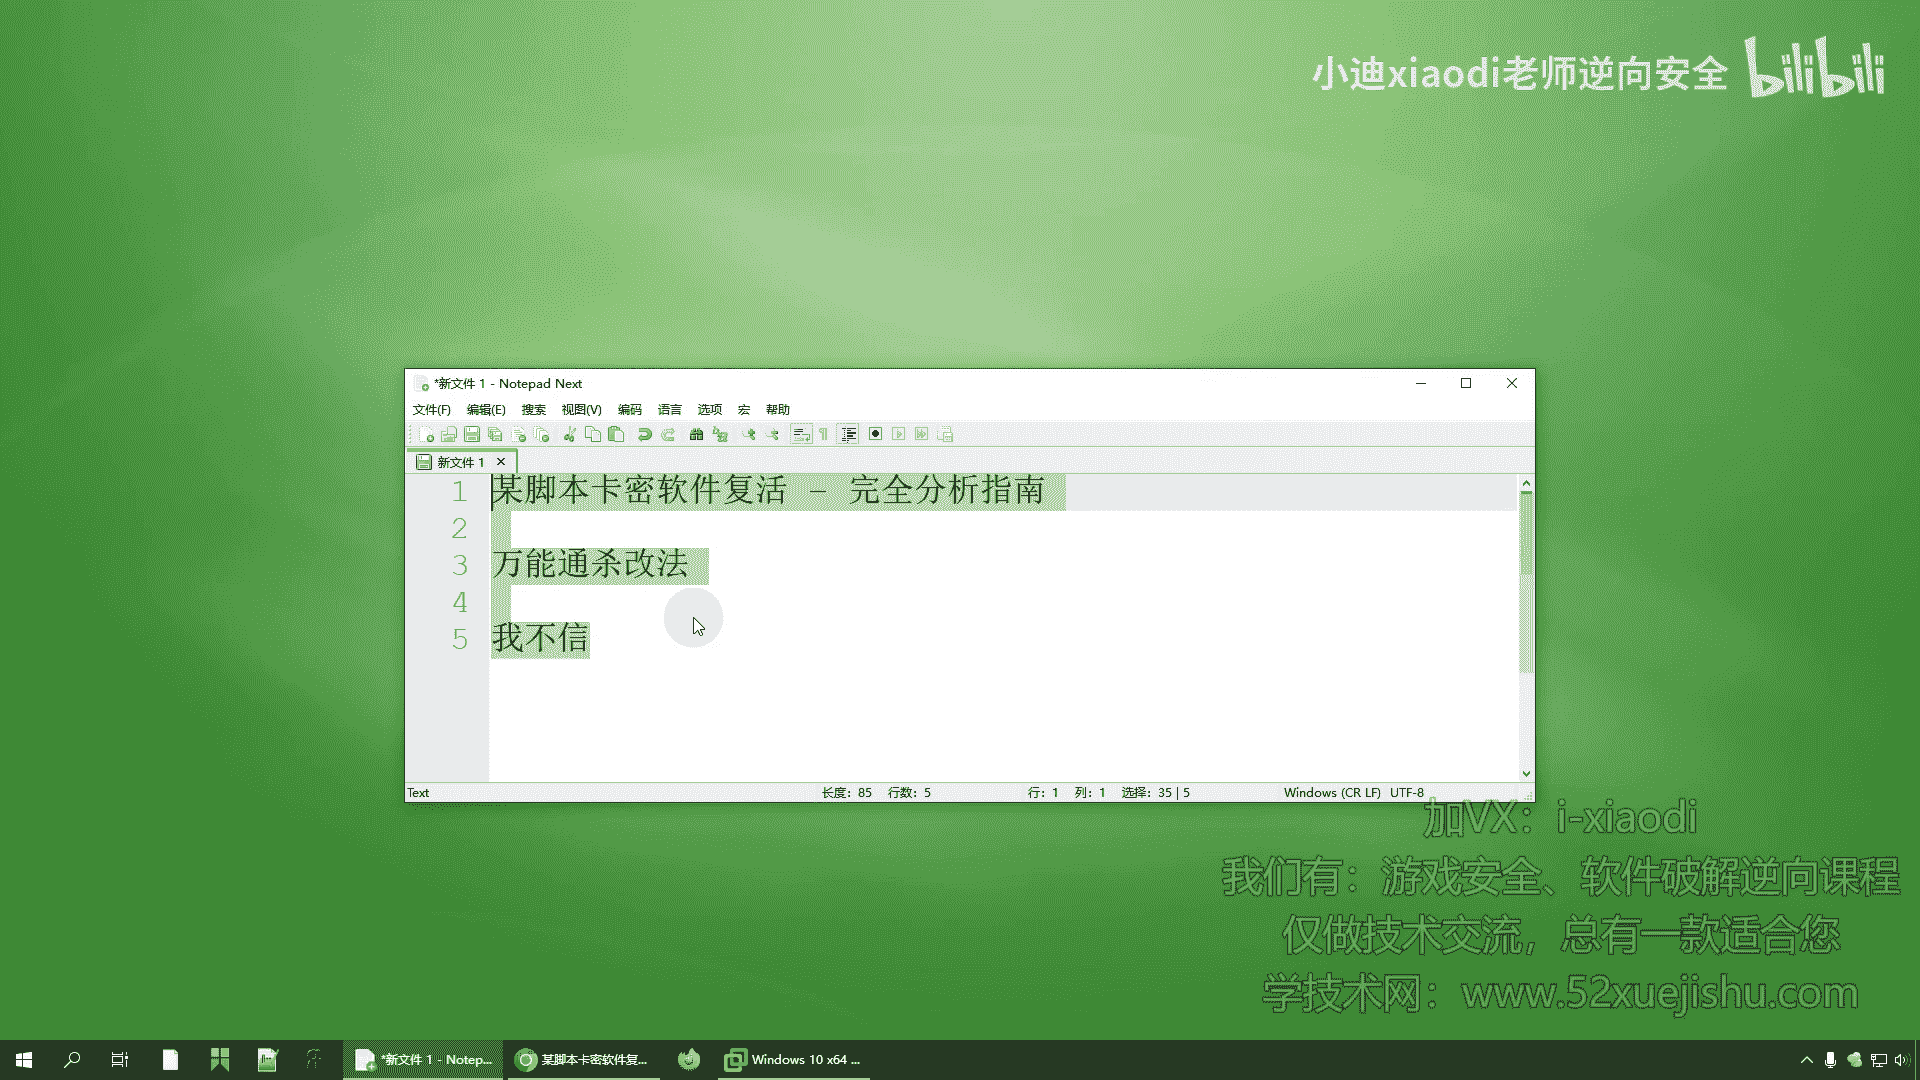 小迪xiaodi老师逆向安全 bilibili
*新文件 1 - Notepad Next
文件(F) 编辑(E) 搜索 视图(V) 编码 语言 选项 宏 帮助
新文件 1
1 某脚本卡密软件复活 - 完全分析指南
2
3 万能通杀改法
4
5 我不信
Text 长度: 85 行数: 5 行: 1 列: 1 选择: 35 | 5 Windows (CR LF) UTF-8
加VX: i-xiaodi
我们有: 游戏安全、软件破解逆向课程
仅做技术交流, 总有一款适合您
学技术网: www.52xuejishu.com
*新文件 1 - Notep... 某脚本卡密软件复... Windows 10 x64 ...